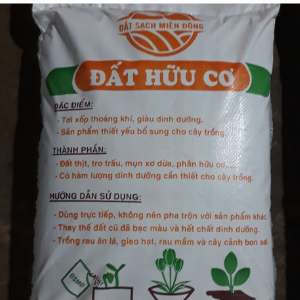 ĐẤT SẠCH MIỀN ĐÔNG
ĐẤT HỮU CƠ
ĐẶC ĐIỂM:
- Tơi xốp thoáng khí, giàu dinh dưỡng.
- Sản phẩm thiết yếu bổ sung cho cây trồng.
THÀNH PHẦN:
- Đất thịt, tro trấu, mụn xơ dừa, phân hữu cơ,...
- Có hàm lượng dinh dưỡng cần thiết cho cây trồng.
HƯỚNG DẪN SỬ DỤNG:
- Dùng trực tiếp, không nên pha trộn với sản phẩm khác.
- Thay thế đất cũ đã bạc màu và hết chất dinh dưỡng.
- Trồng rau ăn lá, gieo hạt, rau mầm và cây cảnh bon sai.